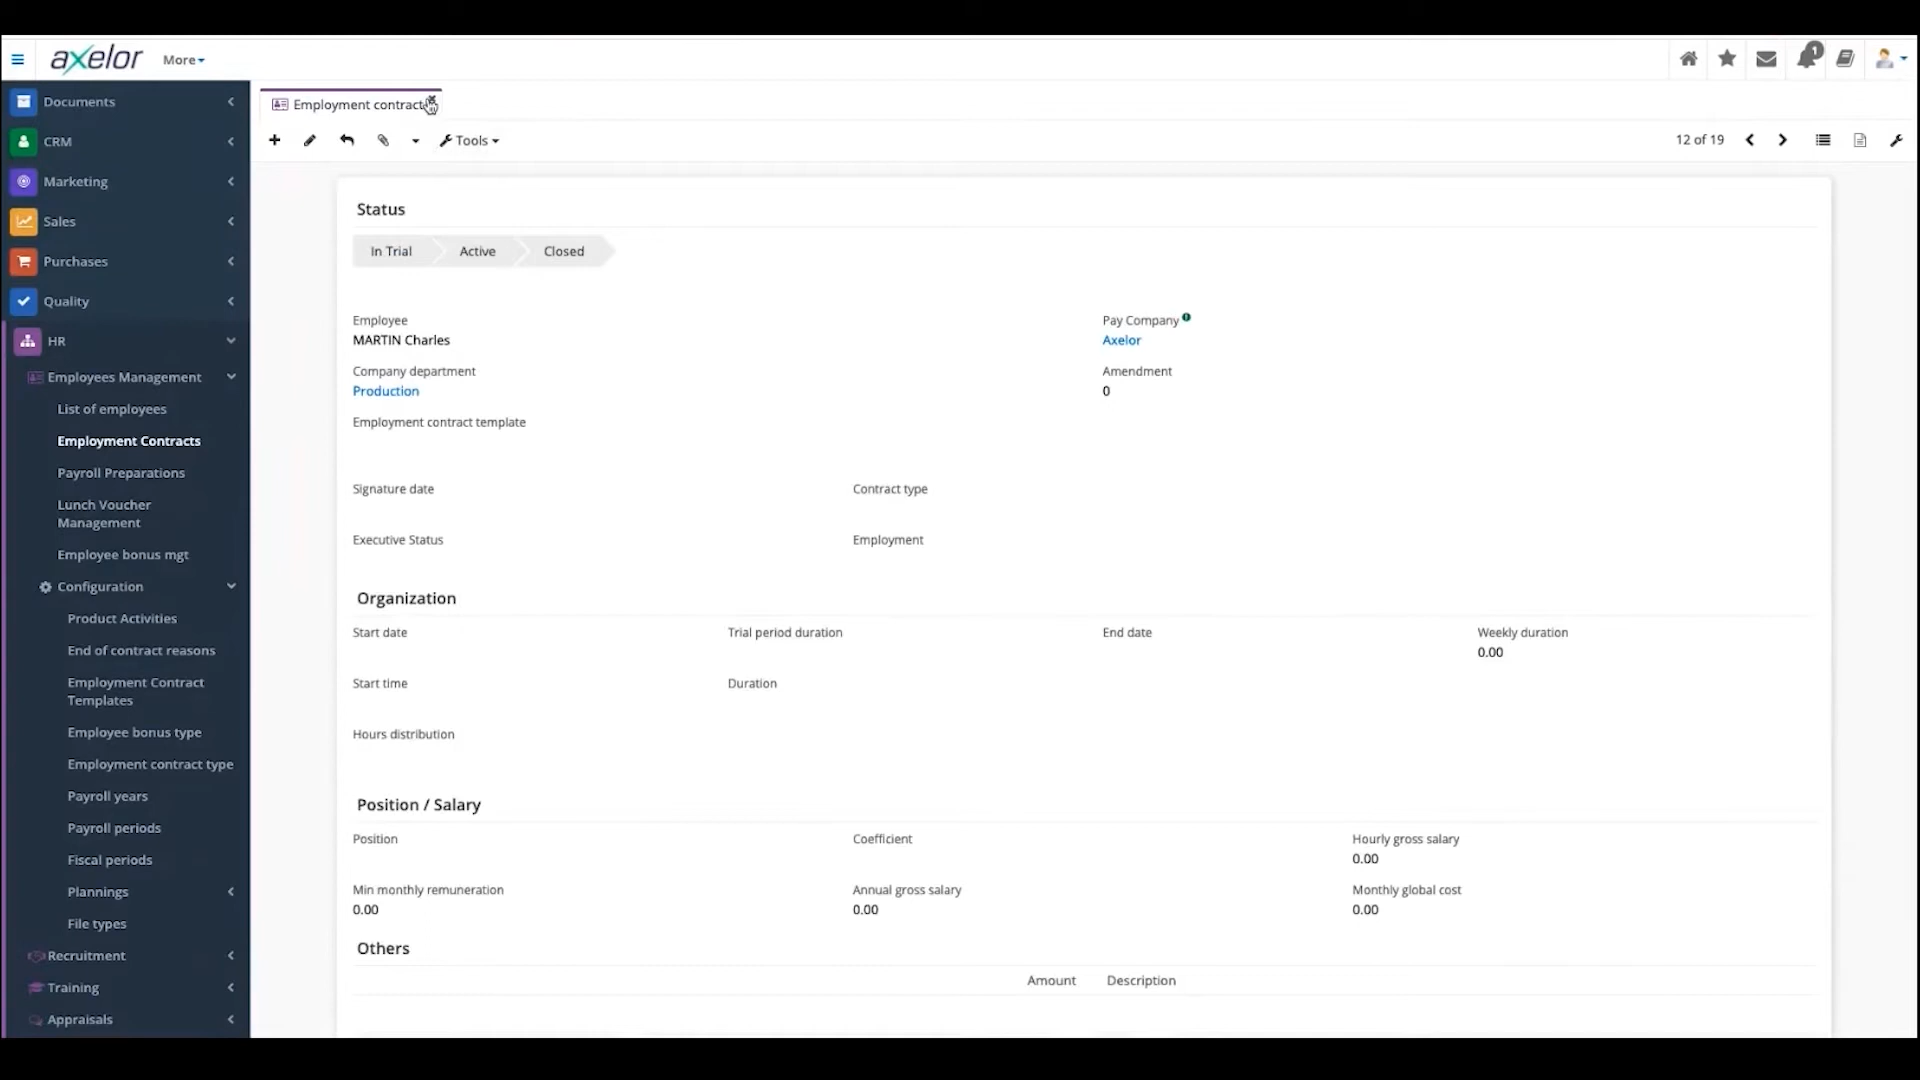 axelor More
1
Documents
CRM
Marketing
Sales
Purchases
Quality
HR
Employees Management
List of employees
Employment Contracts
Payroll Preparations
Lunch Voucher
Management
Employee bonus mgt
Configuration
Product Activities
End of contract reasons
Employment Contract
Templates
Employee bonus type
Employment contract type
Payroll years
Payroll periods
Fiscal periods
Plannings
File types
Recruitment
Training
Appraisals
Employment contract
Tools
12 of 19
Status
In Trial Active Closed
Employee Pay Company
MARTIN Charles Axelor
Company department Amendment
Production 0
Employment contract template
Signature date Contract type
Executive Status Employment
Organization
Start date Trial period duration End date Weekly duration
0.00
Start time Duration
Hours distribution
Position / Salary
Position Coefficient Hourly gross salary
0.00
Min monthly remuneration Annual gross salary Monthly global cost
0.00 0.00 0.00
Others
Amount Description